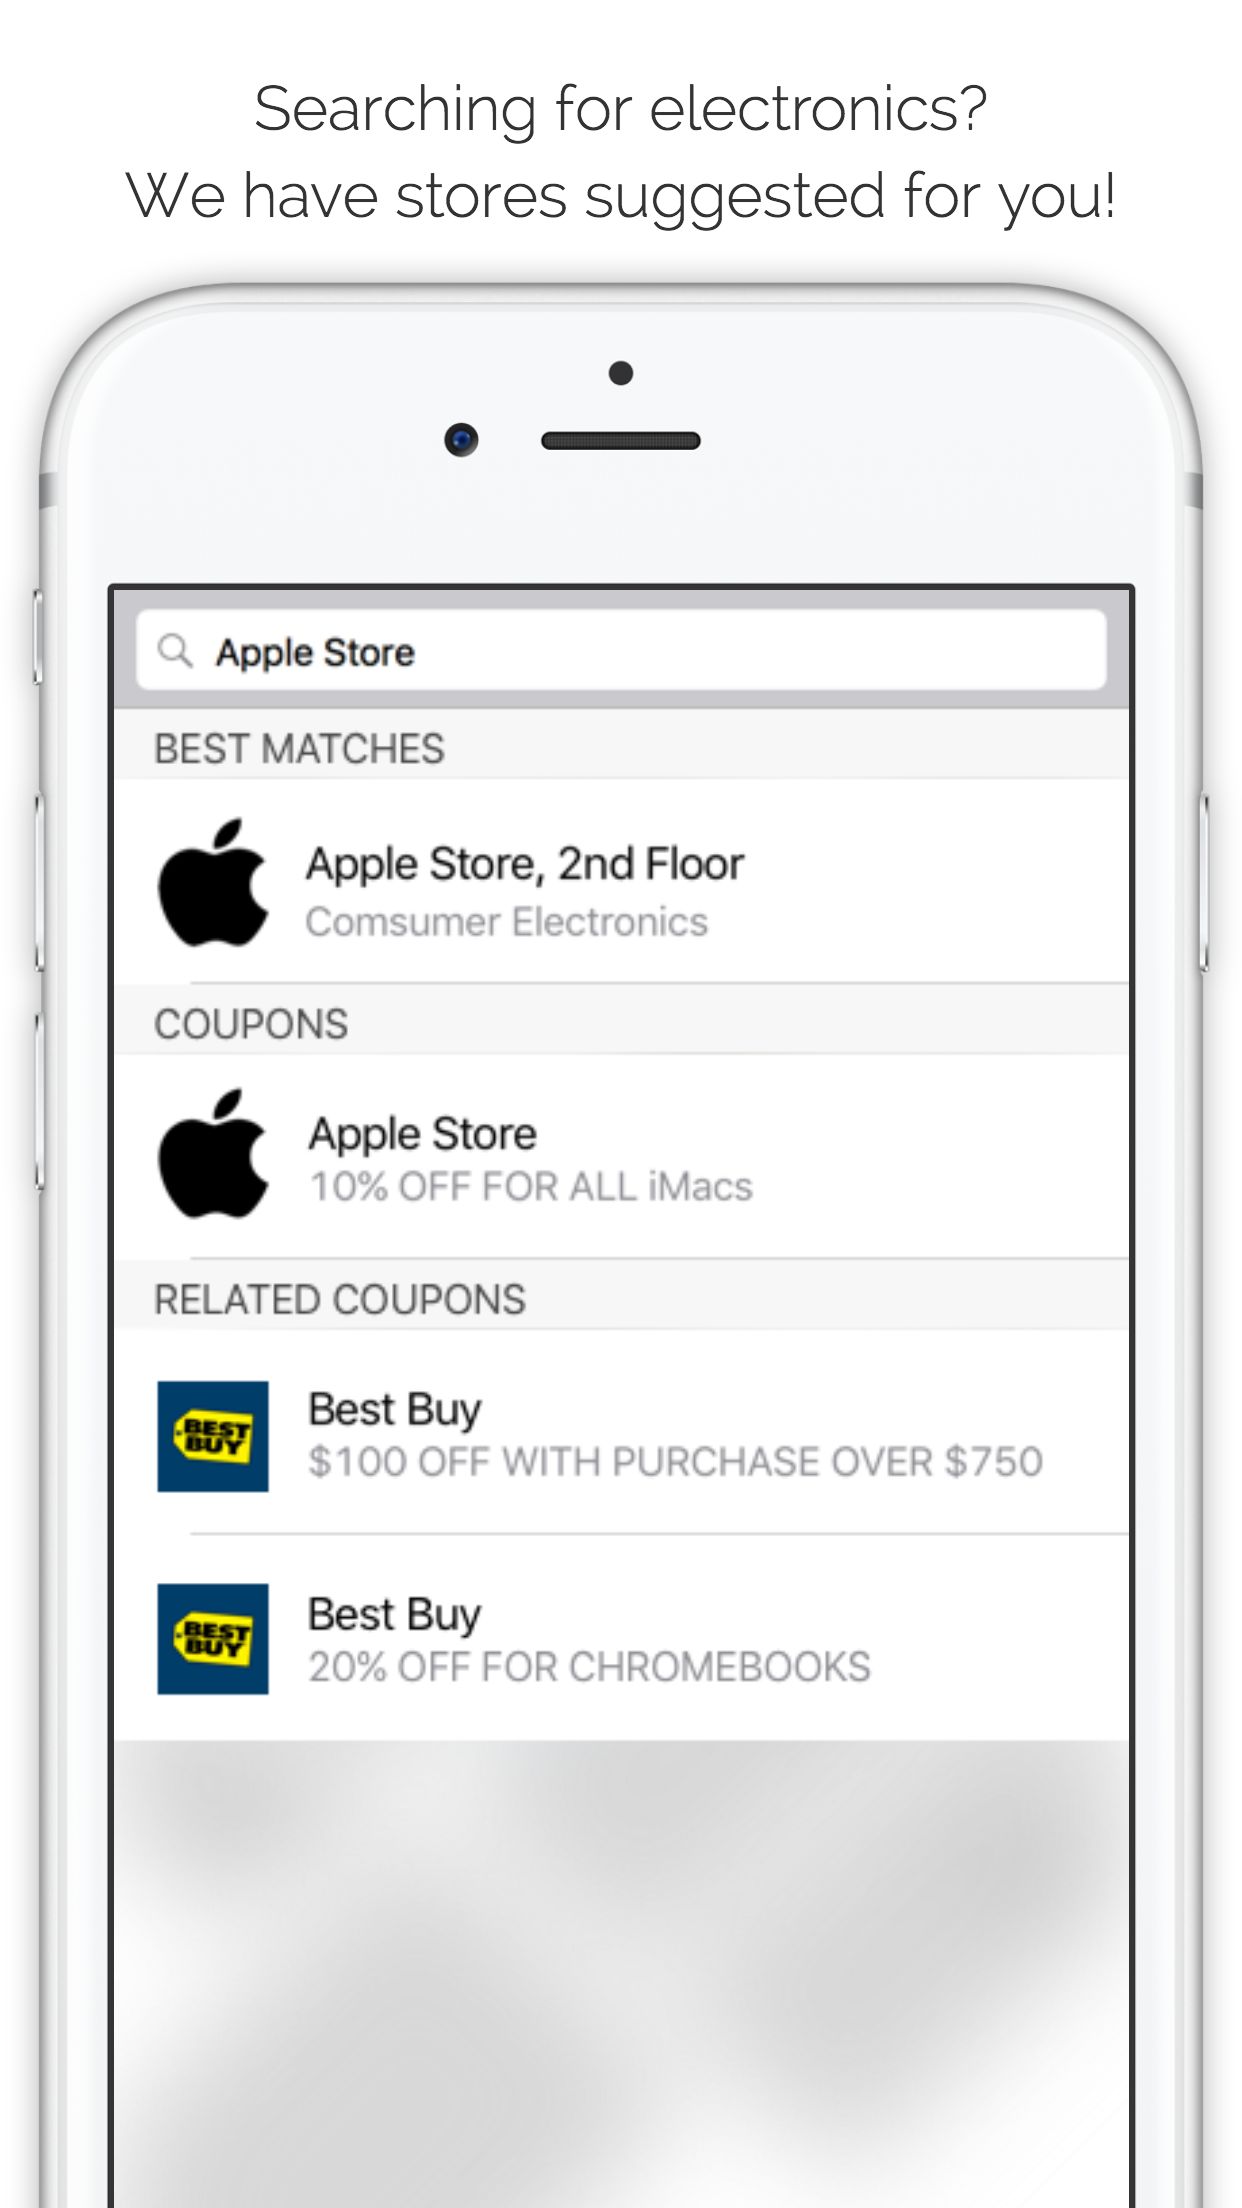 Searching for electronics?
We have stores suggested for you!
Apple Store
BEST MATCHES
Apple Store, 2nd Floor
Comsumer Electronics
COUPONS
Apple Store
10% OFF FOR ALL iMacs
RELATED COUPONS
BEST
BUY
Best Buy
$100 OFF WITH PURCHASE OVER $750
BEST
BUY
Best Buy
20% OFF FOR CHROMEBOOKS